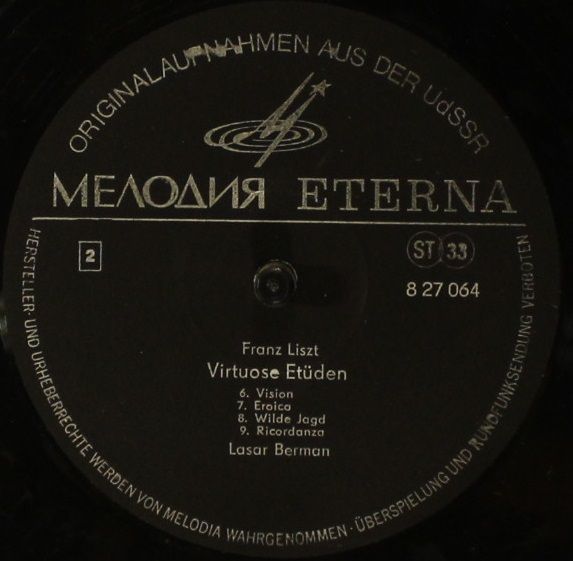 ORIGINALAUFNAHMEN AUS DER UdSSR
МЕЛОДИЯ ETERNA
2
ST 33
8 27 064
Franz Liszt
Virtuose Etüden
6. Vision
7. Eroica
8. Wilde Jagd
9. Ricordanza
Lasar Berman
HERSTELLER- UND URHEBERRECHTE WERDEN VON MELODIA WAHRGENOMMEN · ÜBERSPIELUNG UND RUNDFUNKSENDUNG VERBOTEN